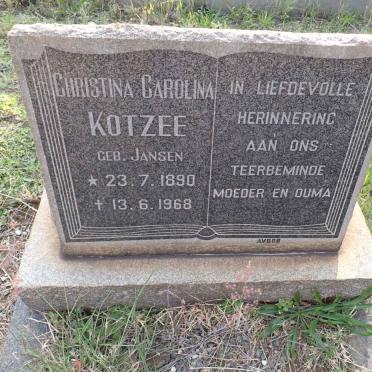 CHRISTINA CAROLINA
KOTZEE
GEB. JANSEN
* 23. 7. 1890
† 13. 6. 1968
IN LIEFDEVOLLE
HERINNERING
AAN ONS
TEERBEMINDE
MOEDER EN OUMA